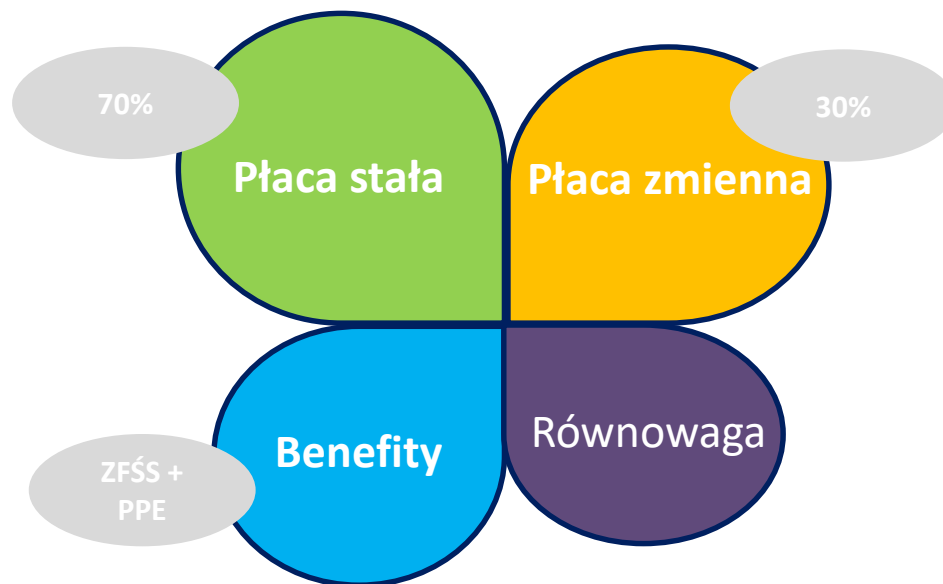 70%
30%
Płaca stała
Płaca zmienna
Benefity
Równowaga
ZFŚS +
PPE